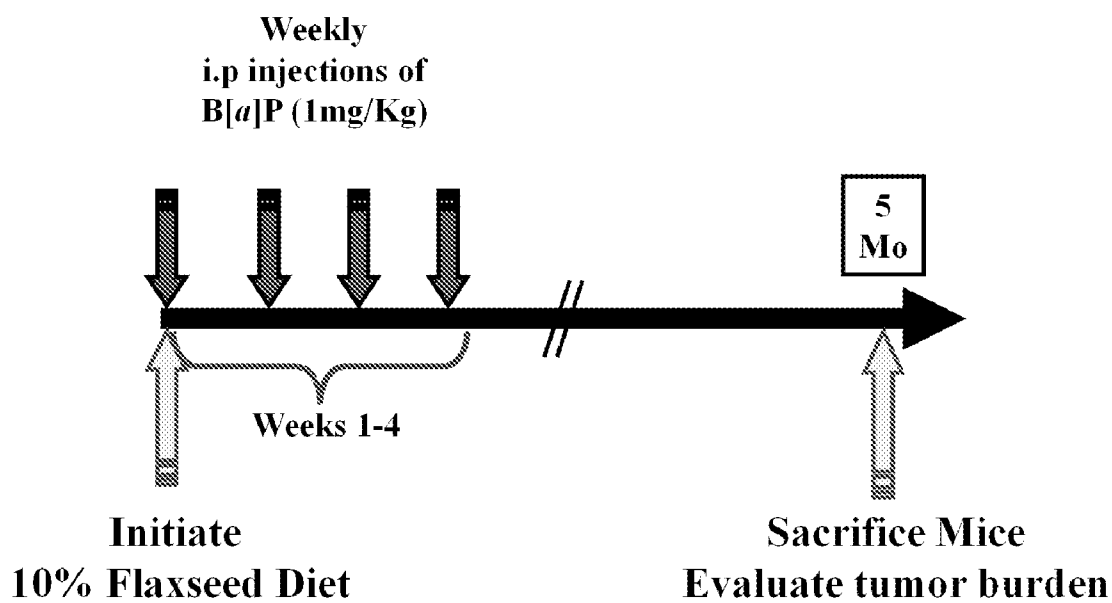 Weekly
i.p injections of
B[a]P (1mg/Kg)
5
Mo
Weeks 1-4
Initiate
10% Flaxseed Diet
Sacrifice Mice
Evaluate tumor burden